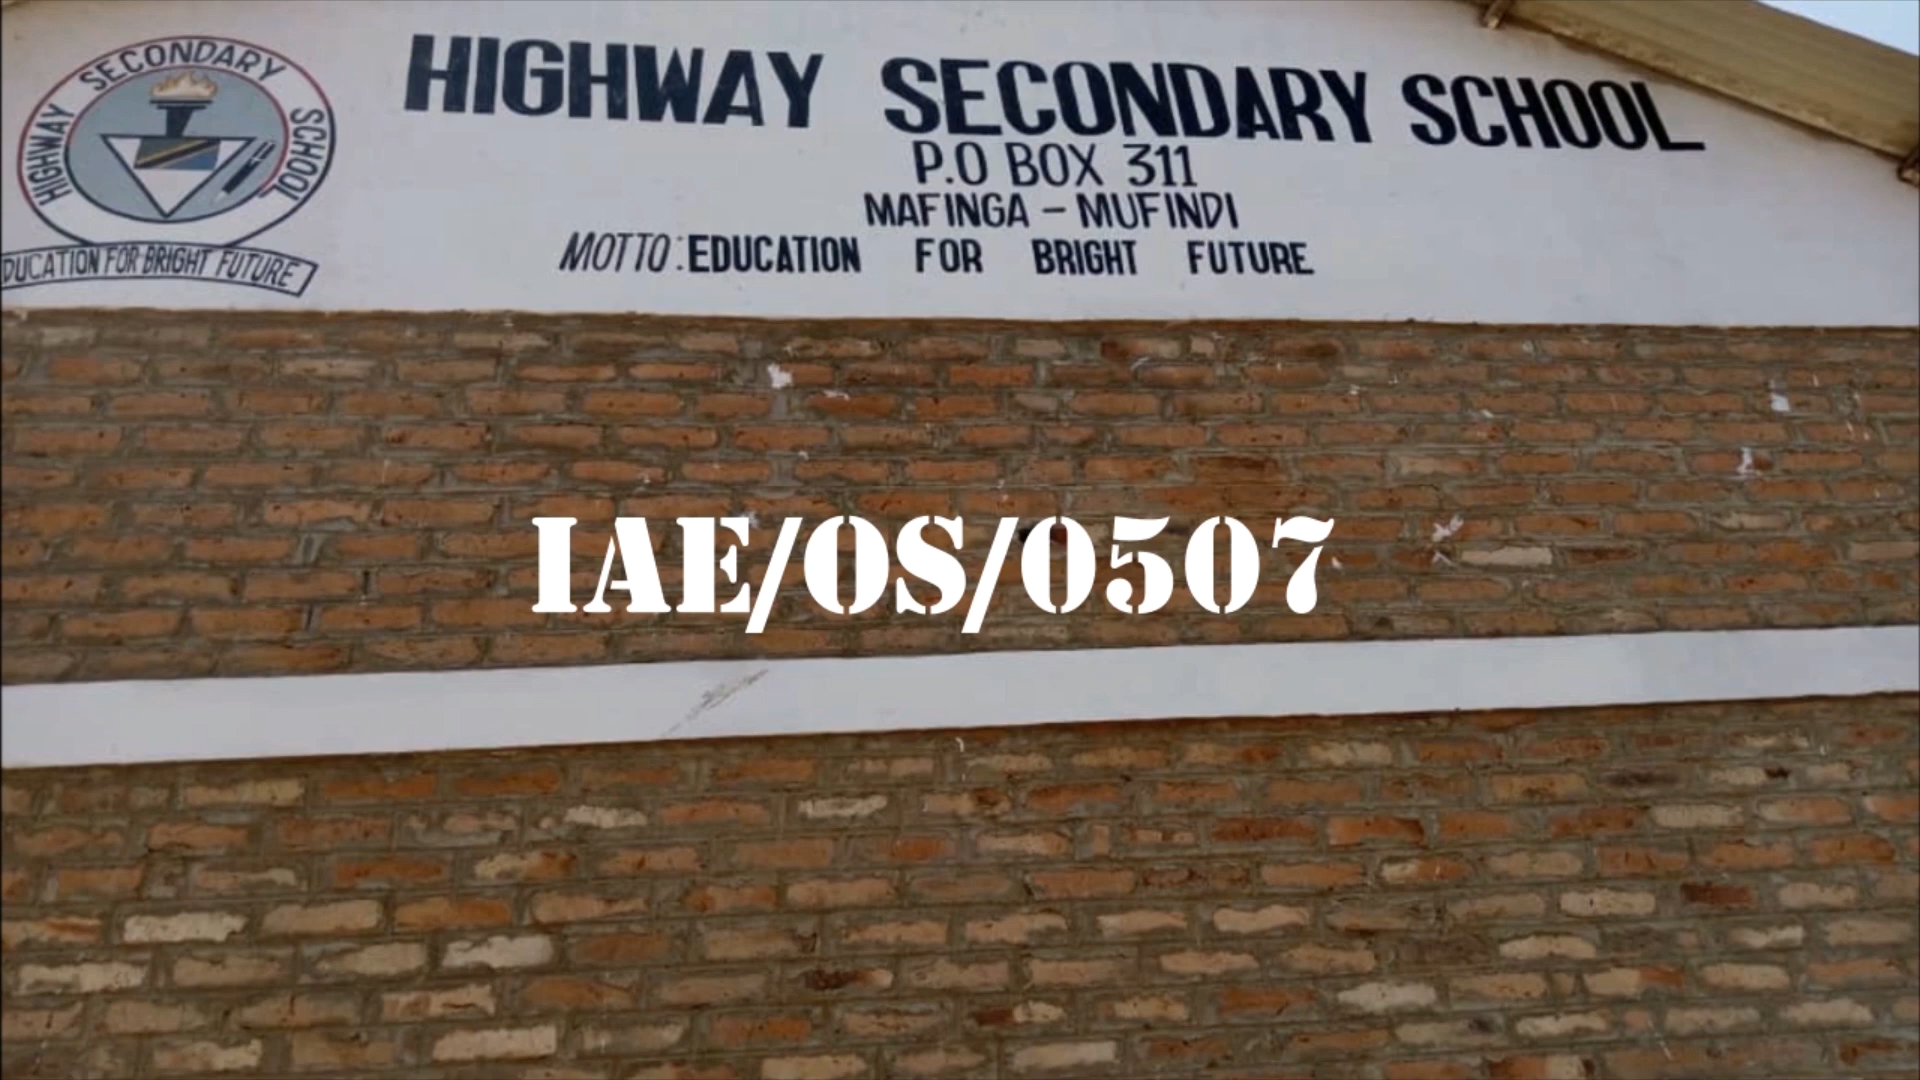 HIGHWAY SECONDARY SCHOOL
HIGHWAY SECONDARY SCHOOL
P.O BOX 311
MAFINGA - MUFINDI
MOTTO: EDUCATION FOR BRIGHT FUTURE
DUCATION FOR BRIGHT FUTURE
IAE/OS/0507